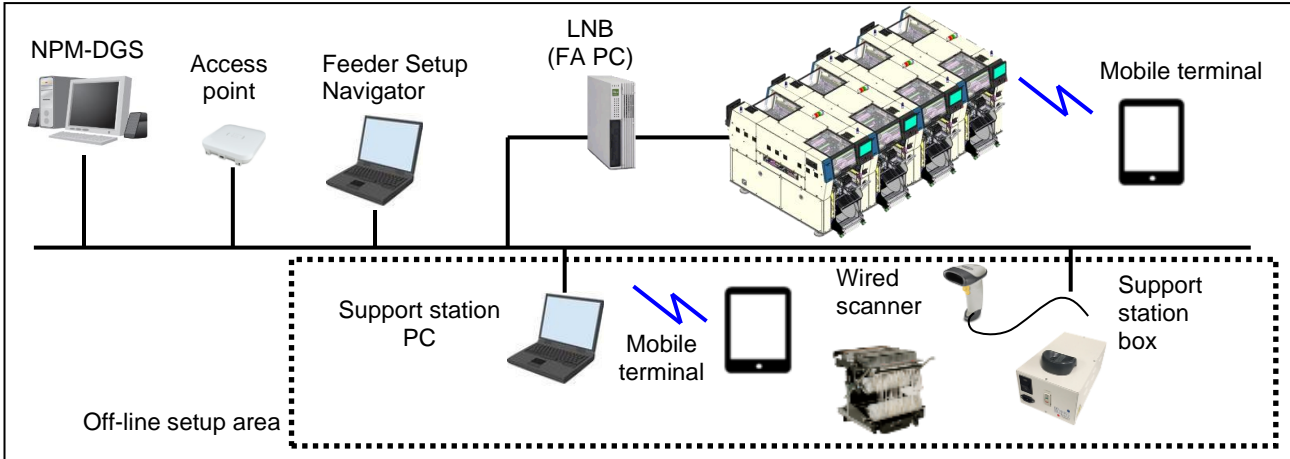 NPM-DGS
Access
point
Feeder Setup
Navigator
LNB
(FA PC)
Mobile terminal
Support station
PC
Mobile
terminal
Wired
scanner
Support
station
box
Off-line setup area